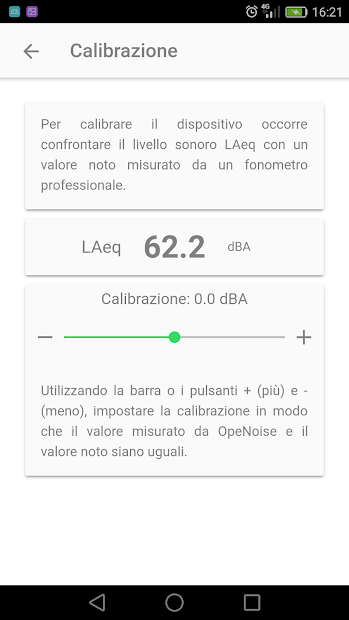 4G
16:21
Calibrazione
Per calibrare il dispositivo occorre
confrontare il livello sonoro LAeq con un
valore noto misurato da un fonometro
professionale.
LAeq 62.2 dBA
Calibrazione: 0.0 dBA
Utilizzando la barra o i pulsanti + (più) e -
(meno), impostare la calibrazione in modo
che il valore misurato da OpeNoise e il
valore noto siano uguali.